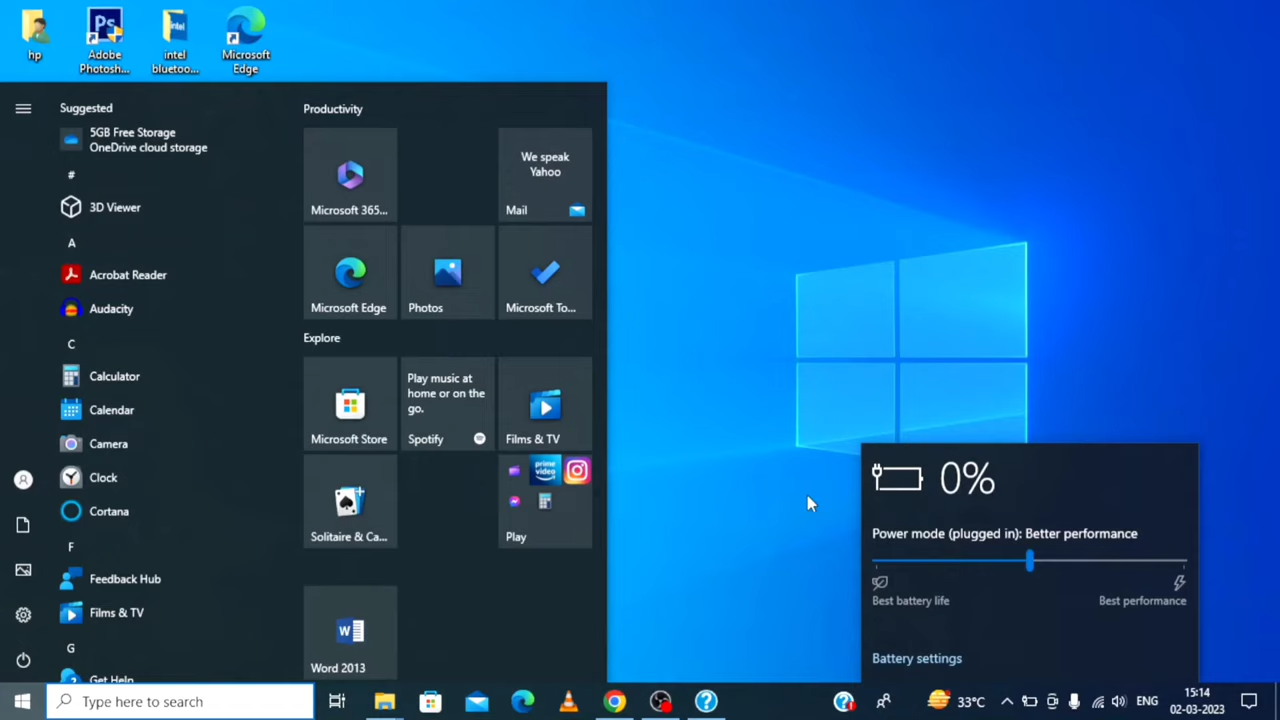 hp
Adobe
Photosh...
intel
bluetoo...
Microsoft
Edge
Suggested
5GB Free Storage
OneDrive cloud storage
#
3D Viewer
A
Acrobat Reader
Audacity
C
Calculator
Calendar
Camera
Clock
Cortana
F
Feedback Hub
Films & TV
G
Get Help
Productivity
Microsoft 365...
We speak
Yahoo
Mail
Microsoft Edge
Photos
Microsoft To...
Explore
Microsoft Store
Play music at
home or on the
go.
Spotify
Films & TV
Solitaire & Ca...
prime
video
Play
Word 2013
0%
Power mode (plugged in): Better performance
Best battery life
Best performance
Battery settings
Type here to search
33°C
ENG
15:14
02-03-2023